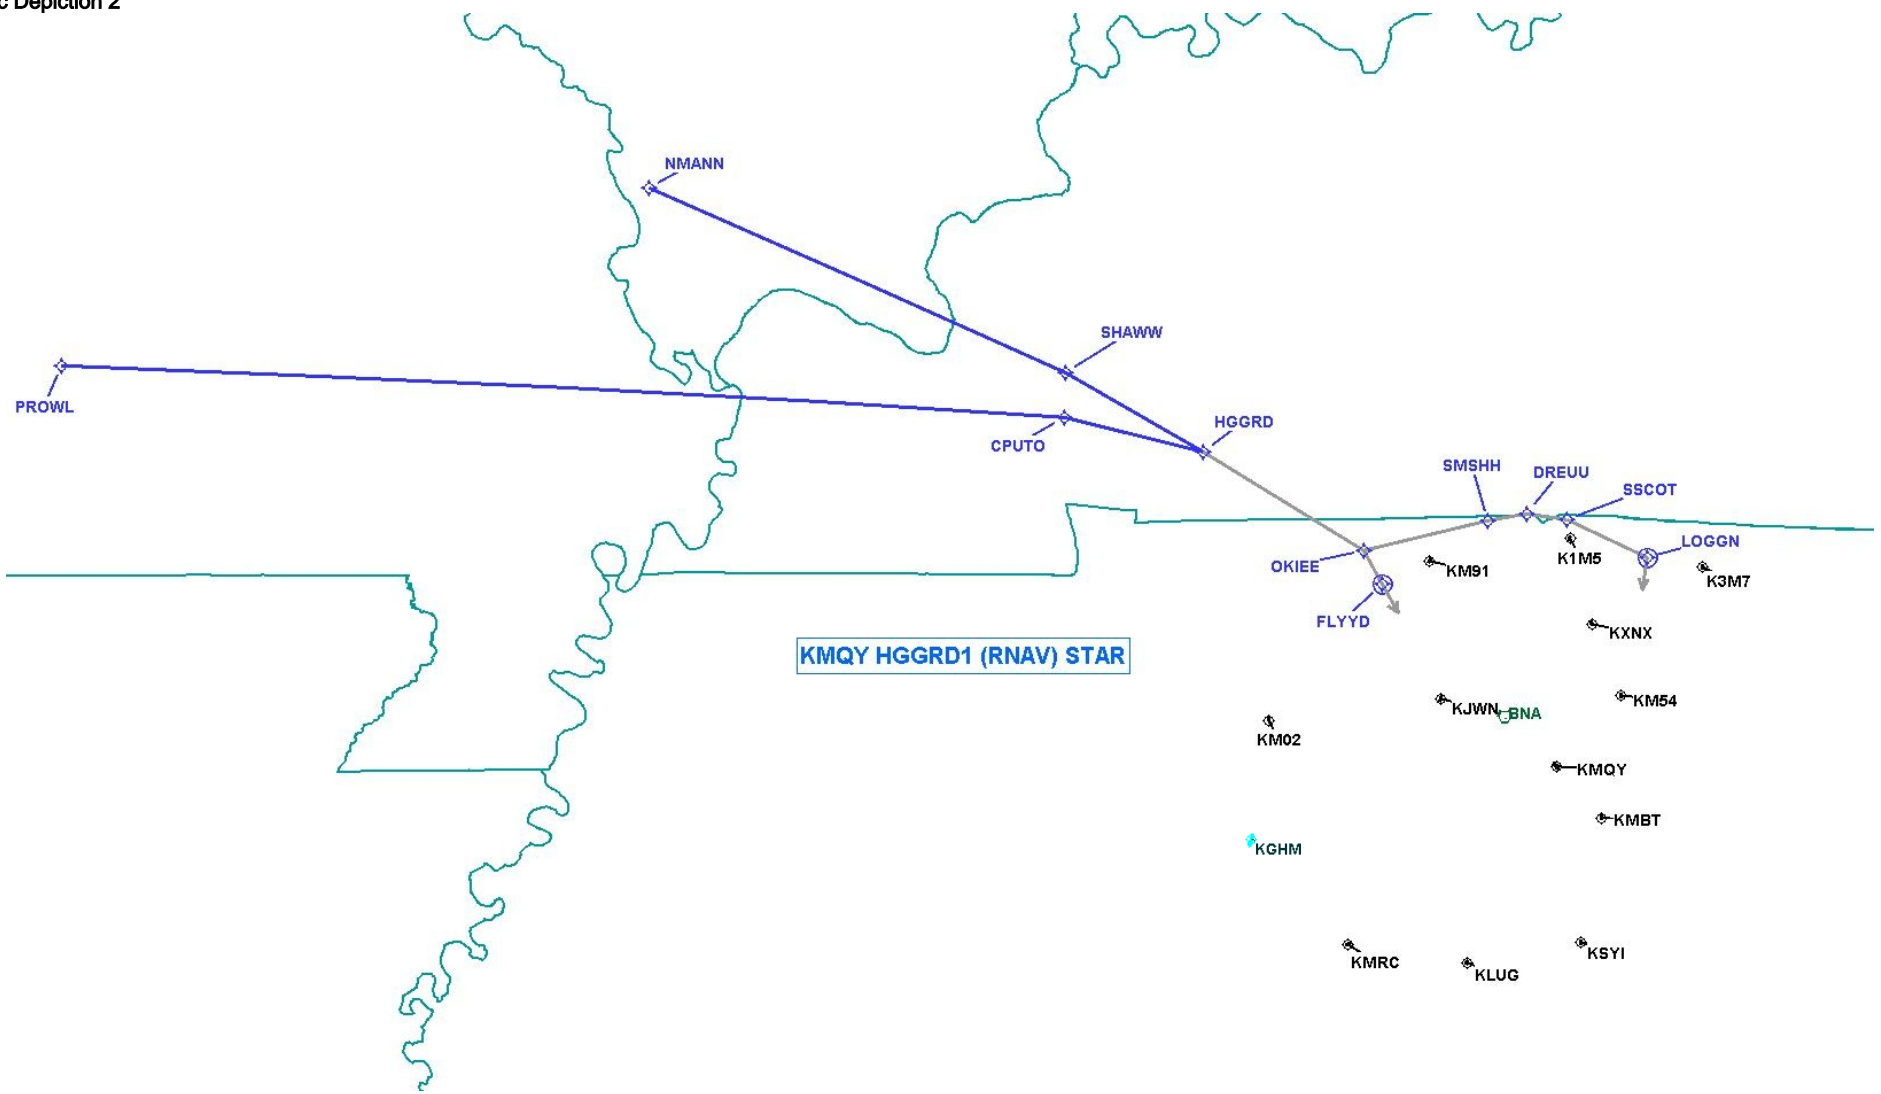 c Depiction 2
NMANN
SHAWW
PROWL
CPUTO
HGGRD
SMSHH
DREUU
SSCOT
LOGGN
OKIEE
KM91
K1M5
K3M7
FLYYD
KXNX
KMQY HGGRD1 (RNAV) STAR
KJWN
BNA
KM54
KM02
KMQY
KMBT
KGHM
KMRC
KLUG
KSYI